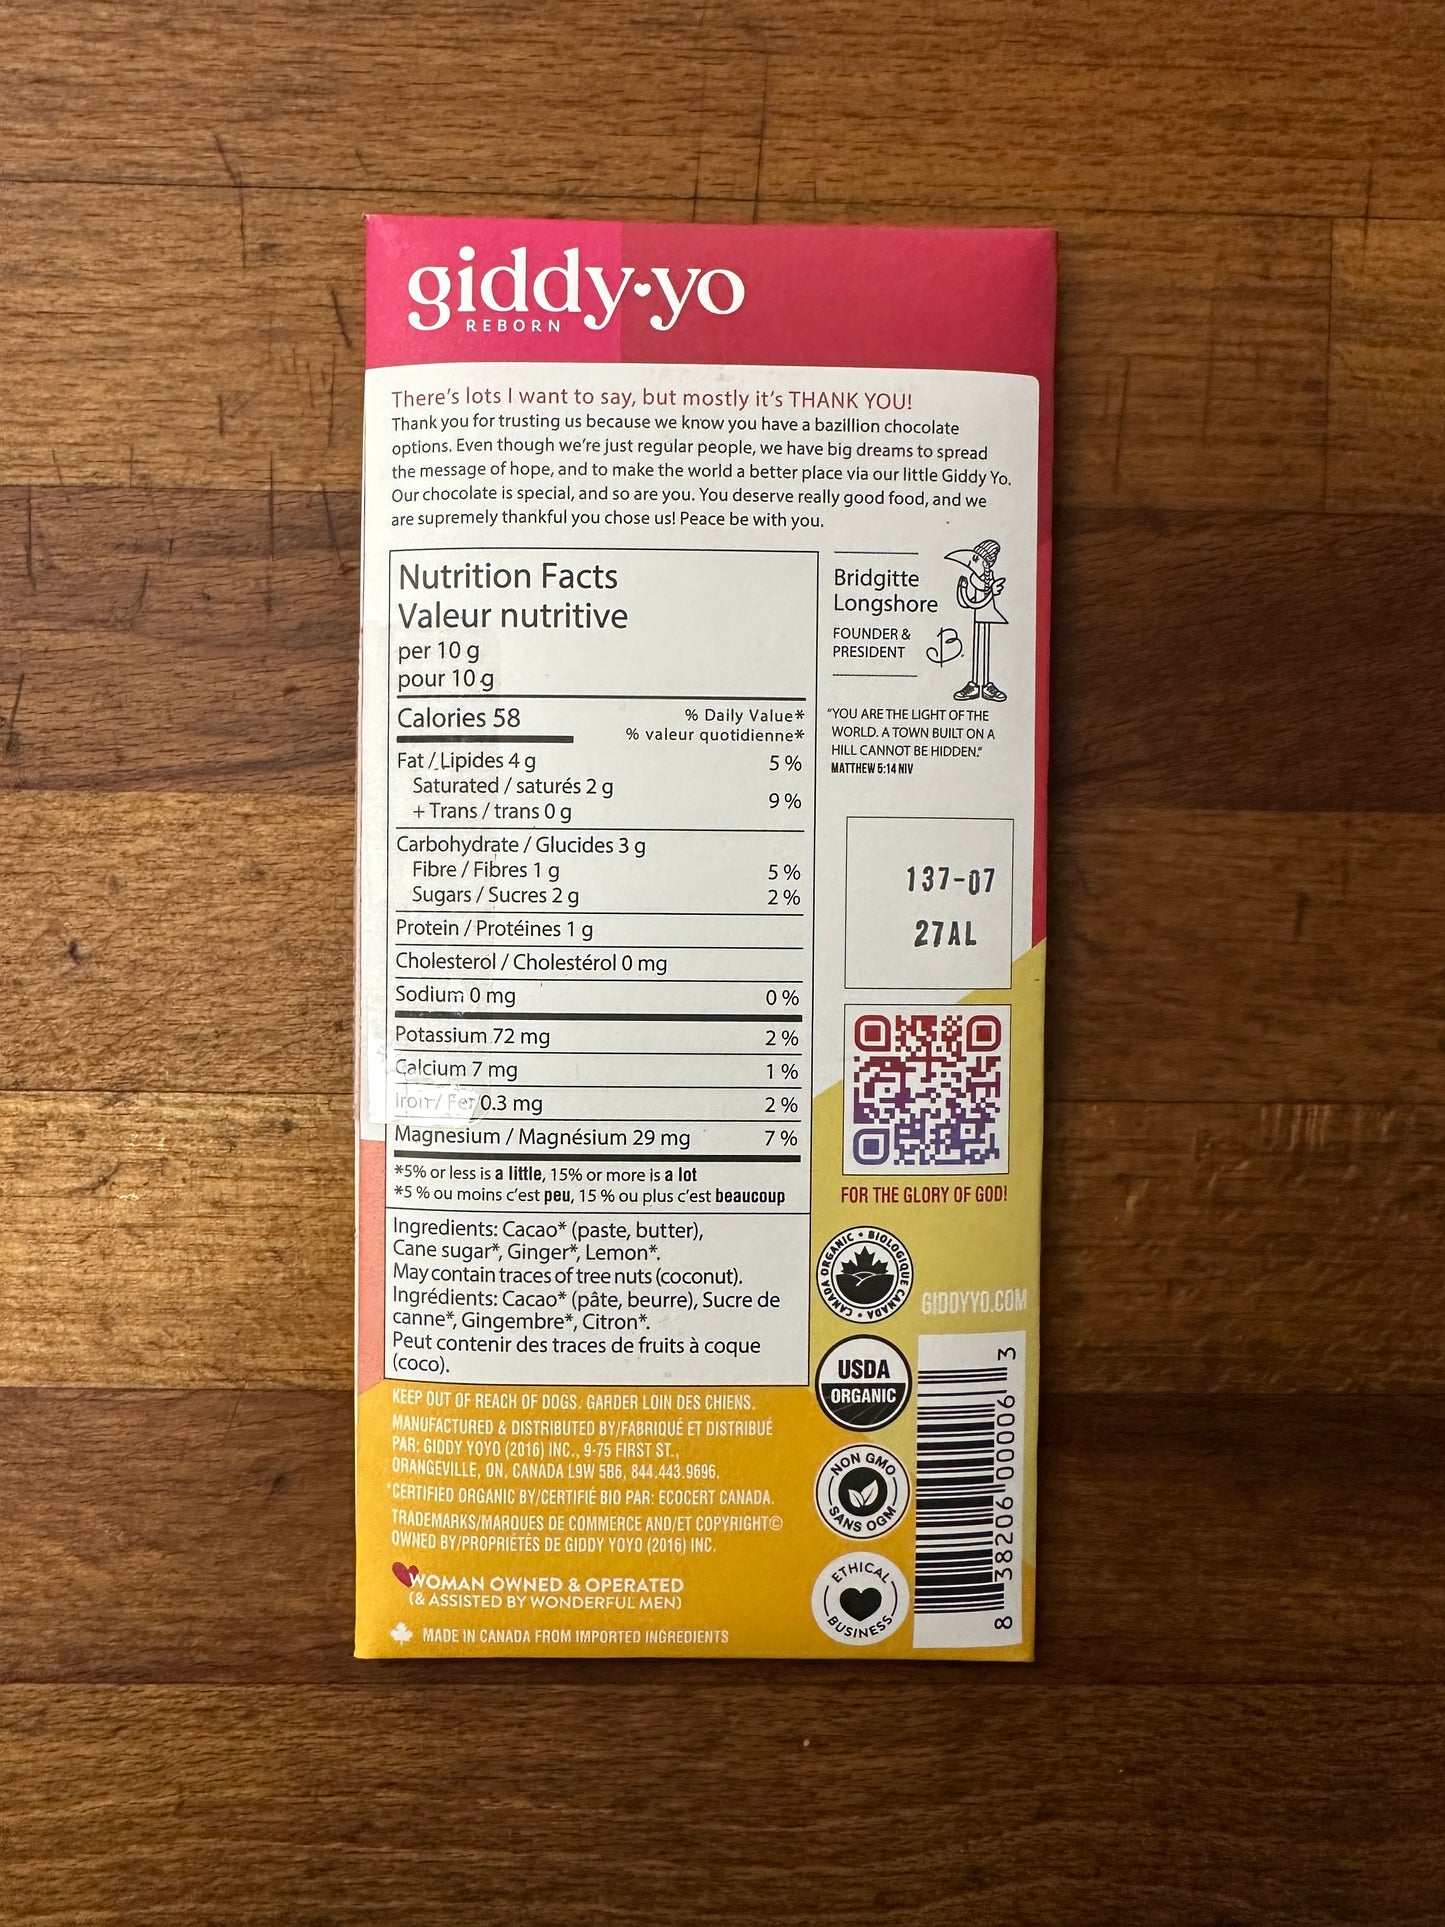 giddy·yo
REBORN
There's lots I want to say, but mostly it's THANK YOU!
Thank you for trusting us because we know you have a bazillion chocolate
options. Even though we're just regular people, we have big dreams to spread
the message of hope, and to make the world a better place via our little Giddy Yo.
Our chocolate is special, and so are you. You deserve really good food, and we
are supremely thankful you chose us! Peace be with you.
Nutrition Facts
Valeur nutritive
per 10 g
pour 10 g
Calories 58
% Daily Value*
% valeur quotidienne*
Fat / Lipides 4 g 5 %
Saturated / saturés 2 g
+ Trans / trans 0 g 9 %
Carbohydrate / Glucides 3 g
Fibre / Fibres 1 g 5 %
Sugars / Sucres 2 g 2 %
Protein / Protéines 1 g
Cholesterol / Cholestérol 0 mg
Sodium 0 mg 0 %
Potassium 72 mg 2 %
Calcium 7 mg 1 %
Iron / Fer 0.3 mg 2 %
Magnesium / Magnésium 29 mg 7 %
*5% or less is a little, 15% or more is a lot
*5 % ou moins c'est peu, 15 % ou plus c'est beaucoup
Ingredients: Cacao* (paste, butter),
Cane sugar*, Ginger*, Lemon*.
May contain traces of tree nuts (coconut).
Ingrédients: Cacao* (pâte, beurre), Sucre de
canne*, Gingembre*, Citron*.
Peut contenir des traces de fruits à coque
(coco).
KEEP OUT OF REACH OF DOGS. GARDER LOIN DES CHIENS.
MANUFACTURED & DISTRIBUTED BY/FABRIQUÉ ET DISTRIBUÉ
PAR: GIDDY YOYO (2016) INC., 9-75 FIRST ST.,
ORANGEVILLE, ON, CANADA L9W 5B6, 844.443.9696.
*CERTIFIED ORGANIC BY/CERTIFIÉ BIO PAR: ECOCERT CANADA.
TRADEMARKS/MARQUES DE COMMERCE AND/ET COPYRIGHT©
OWNED BY/PROPRIÉTÉS DE GIDDY YOYO (2016) INC.
WOMAN OWNED & OPERATED
(& ASSISTED BY WONDERFUL MEN)
MADE IN CANADA FROM IMPORTED INGREDIENTS
Bridgitte
Longshore
FOUNDER &
PRESIDENT
B.
"YOU ARE THE LIGHT OF THE
WORLD. A TOWN BUILT ON A
HILL CANNOT BE HIDDEN."
MATTHEW 5:14 NIV
137-07
27AL
FOR THE GLORY OF GOD!
CANADA ORGANIC • BIOLOGIQUE CANADA •
GIDDYYO.COM
USDA
ORGANIC
NON GMO
SANS OGM
ETHICAL
BUSINESS
8 38206 00006 3